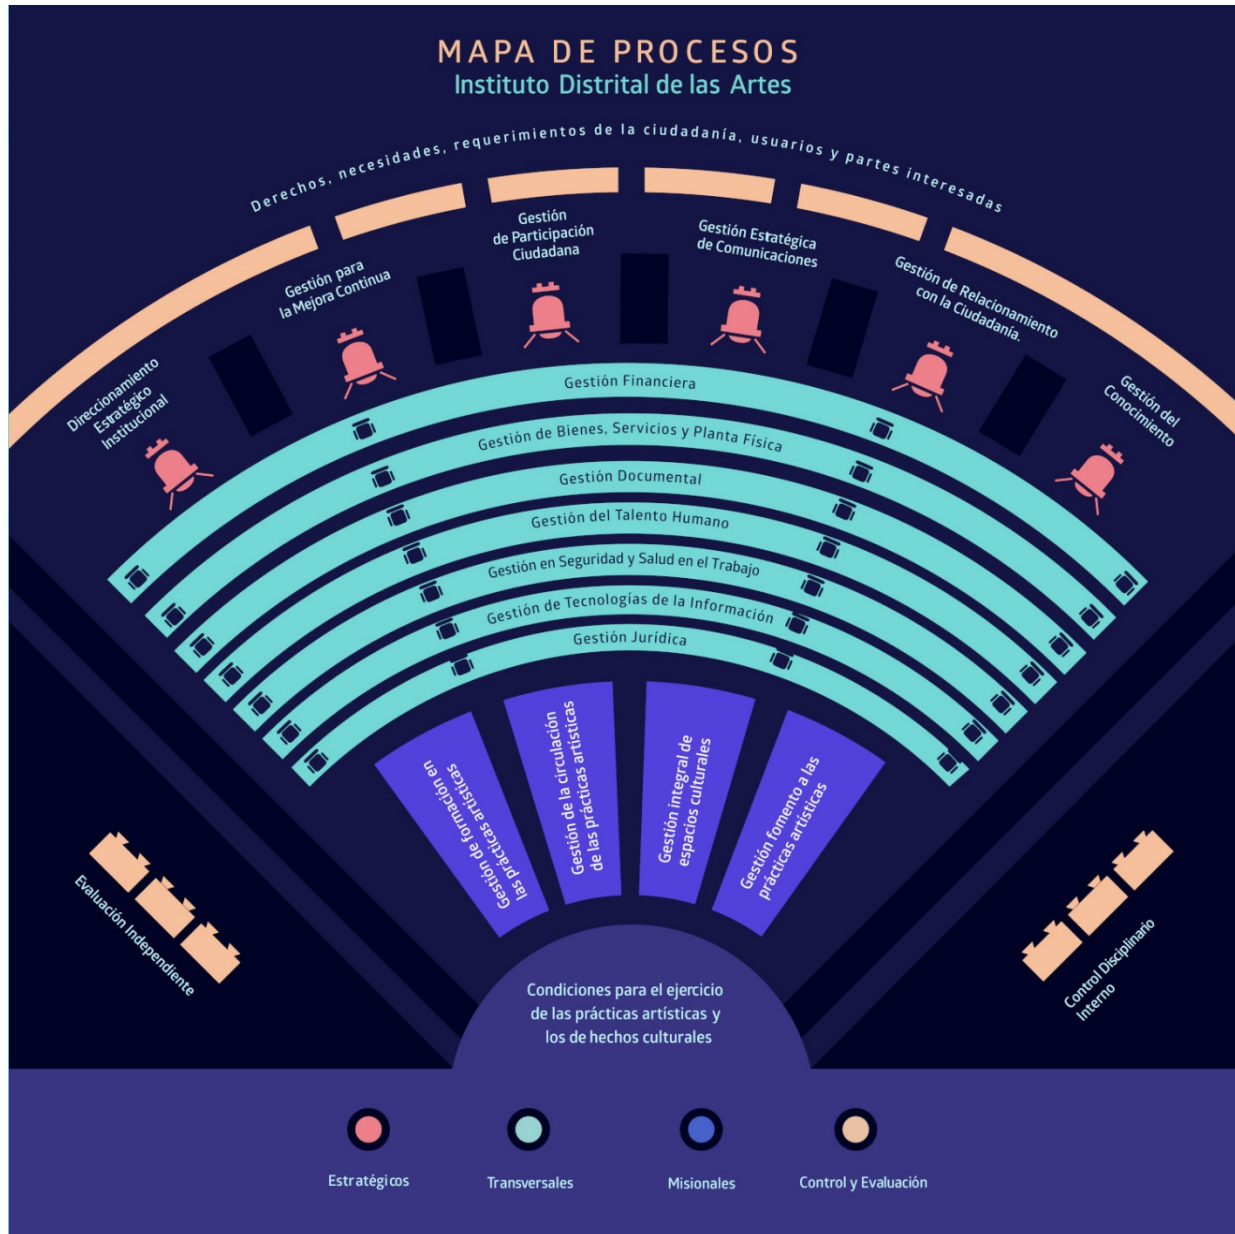 MAPA DE PROCESOS
Instituto Distrital de las Artes
Derechos, necesidades, requerimientos de la ciudadanía, usuarios y partes interesadas
Direccionamiento
Estratégico
Institucional
Gestión para
la Mejora Continua
Gestión
de Participación
Ciudadana
Gestión Estratégica
de Comunicaciones
Gestión de Relacionamiento
con la Ciudadanía.
Gestión del
Conocimiento
Gestión Financiera
Gestión de Bienes, Servicios y Planta Física
Gestión Documental
Gestión del Talento Humano
Gestión en Seguridad y Salud en el Trabajo
Gestión de Tecnologías de la Información
Gestión Jurídica
Gestión de formación en
las prácticas artísticas
Gestión de la circulación
de las prácticas artísticas
Gestión integral de
espacios culturales
Gestión fomento a las
prácticas artísticas
Evaluación Independiente
Control Disciplinario
Interno
Condiciones para el ejercicio
de las prácticas artísticas y
los de hechos culturales
Estratégicos
Transversales
Misionales
Control y Evaluación